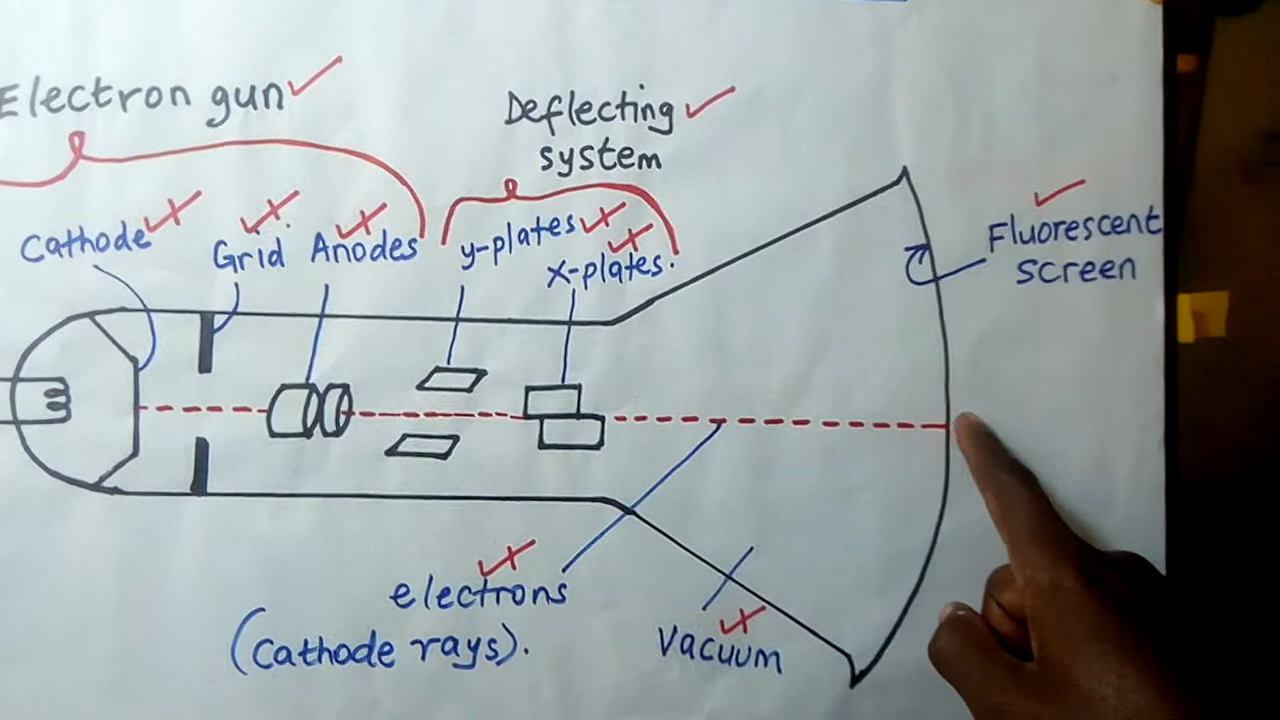 Electron gun
Deflecting
system
Cathode
Grid
Anodes
y-plates
x-plates.
Fluorescent
screen
electrons
(Cathode rays).
Vacuum